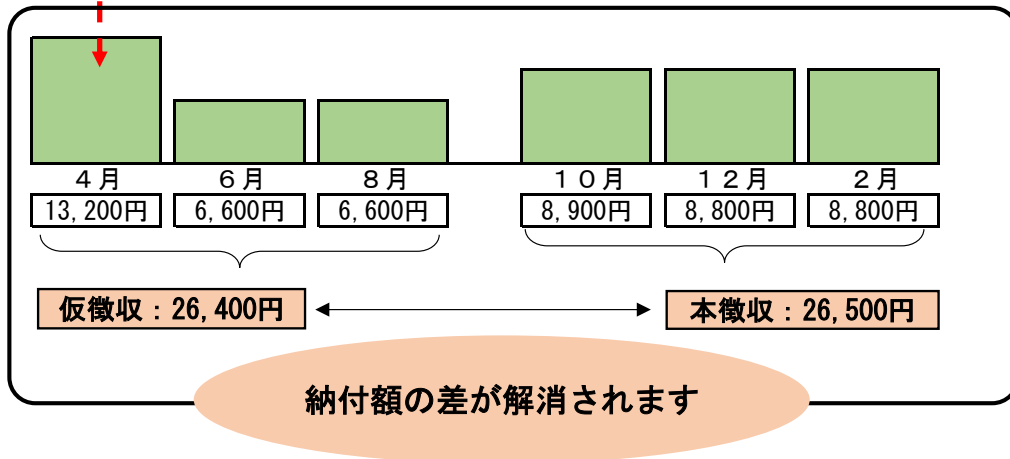 ４月 ６月 ８月 １０月 １２月 ２月
13,200円 6,600円 6,600円 8,900円 8,800円 8,800円
仮徴収：26,400円 本徴収：26,500円
納付額の差が解消されます